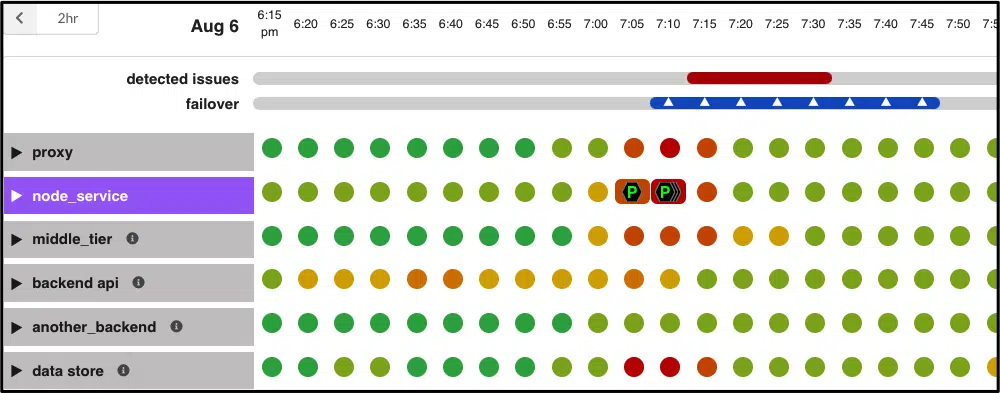 2hr
Aug 6
6:15 pm 6:20 6:25 6:30 6:35 6:40 6:45 6:50 6:55 7:00 7:05 7:10 7:15 7:20 7:25 7:30 7:35 7:40 7:45 7:50
detected issues
failover
proxy
node_service P P
middle_tier i
backend api i
another_backend i
data store i